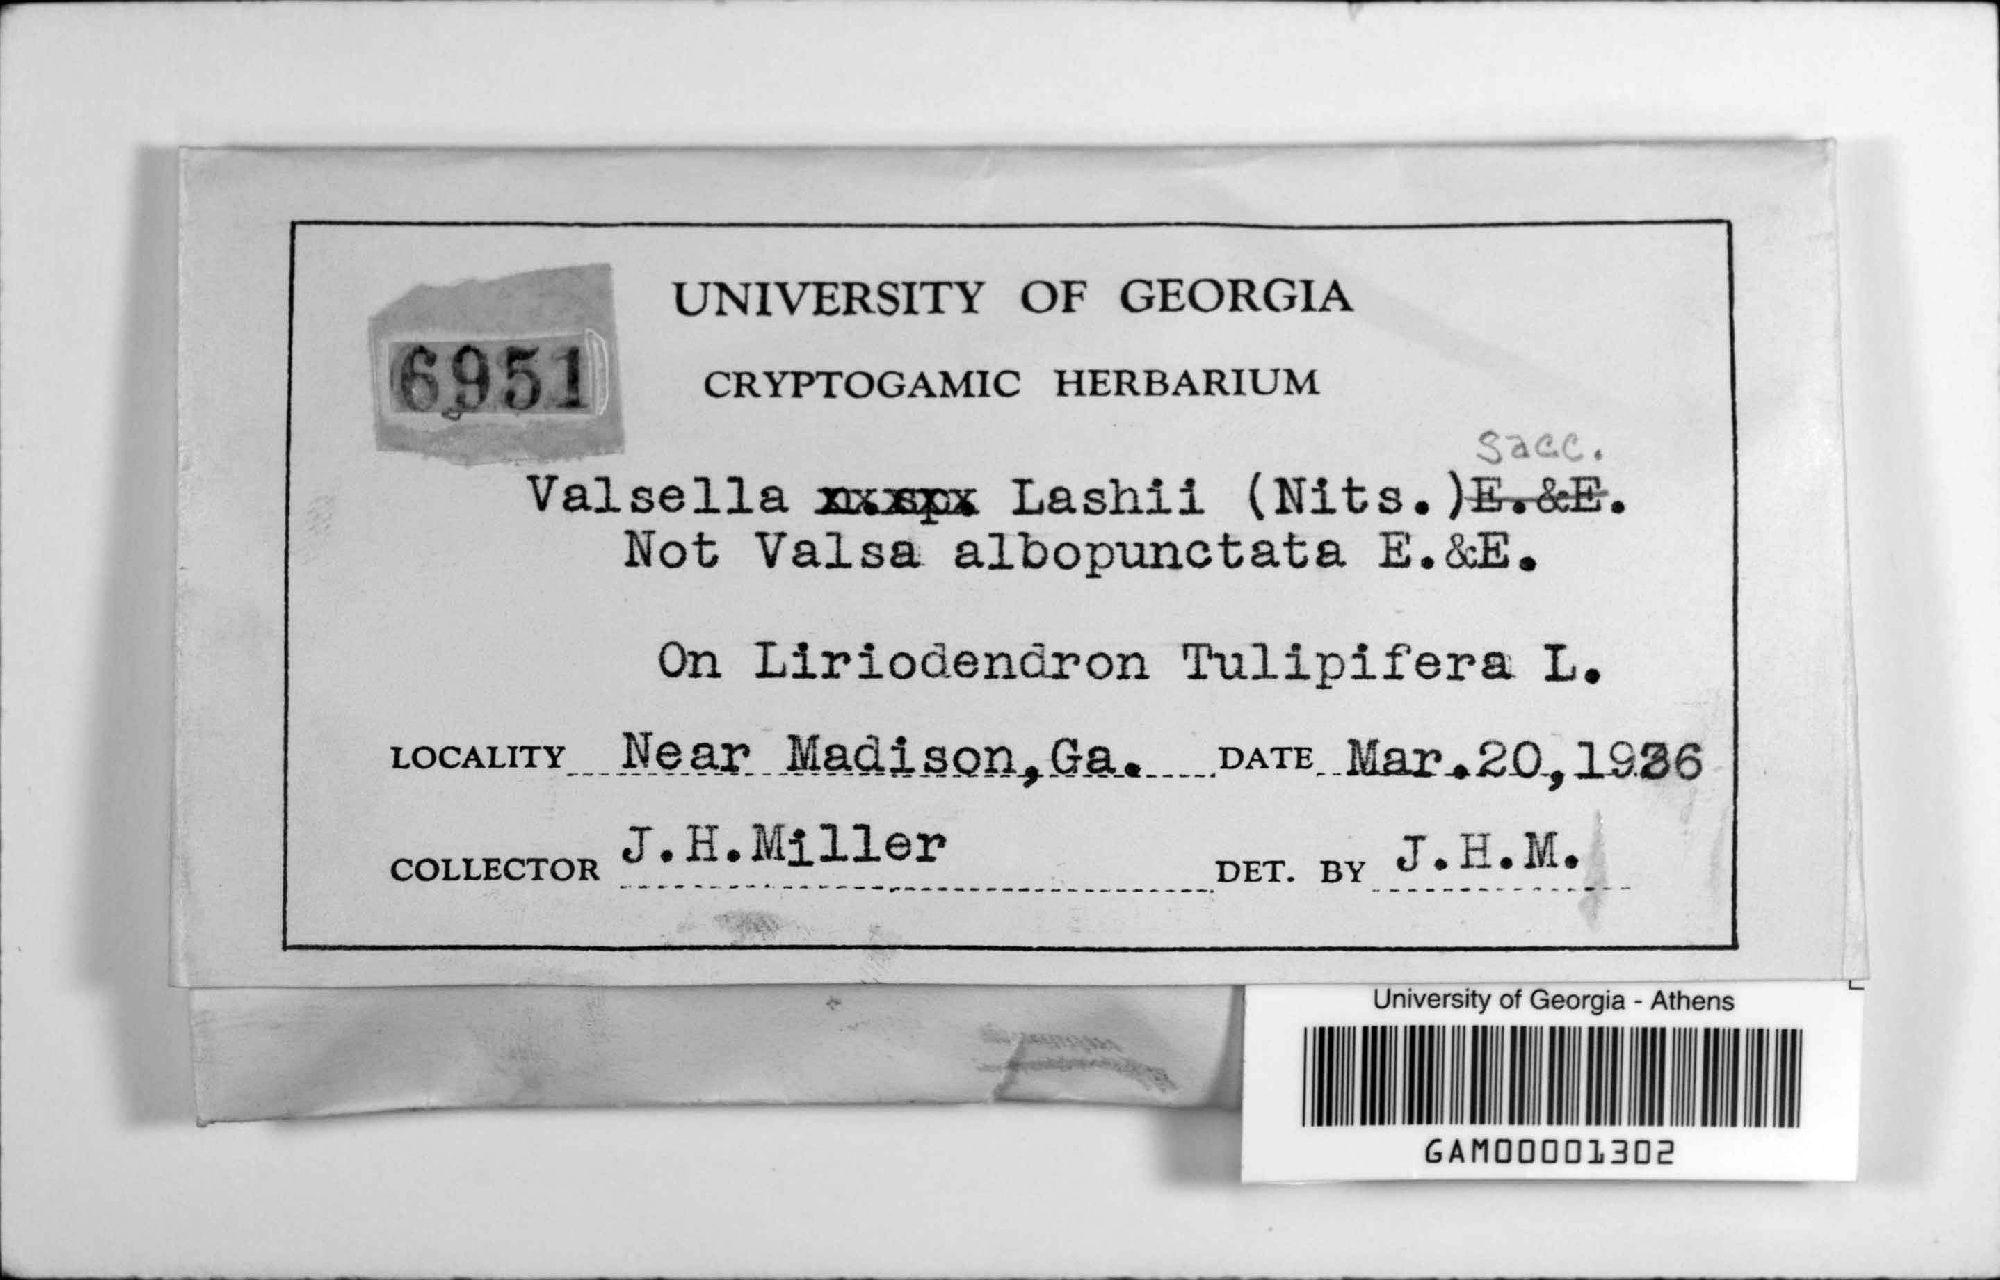 UNIVERSITY OF GEORGIA
6951
CRYPTOGAMIC HERBARIUM
Sacc.
Valsella n.sp. Lashii (Nits.)E.&E.
Not Valsa albopunctata E.&E.
On Liriodendron Tulipifera L.
LOCALITY Near Madison,Ga. DATE Mar.20,1936
COLLECTOR J.H.Miller DET. BY J.H.M.
University of Georgia - Athens
GAM00001302